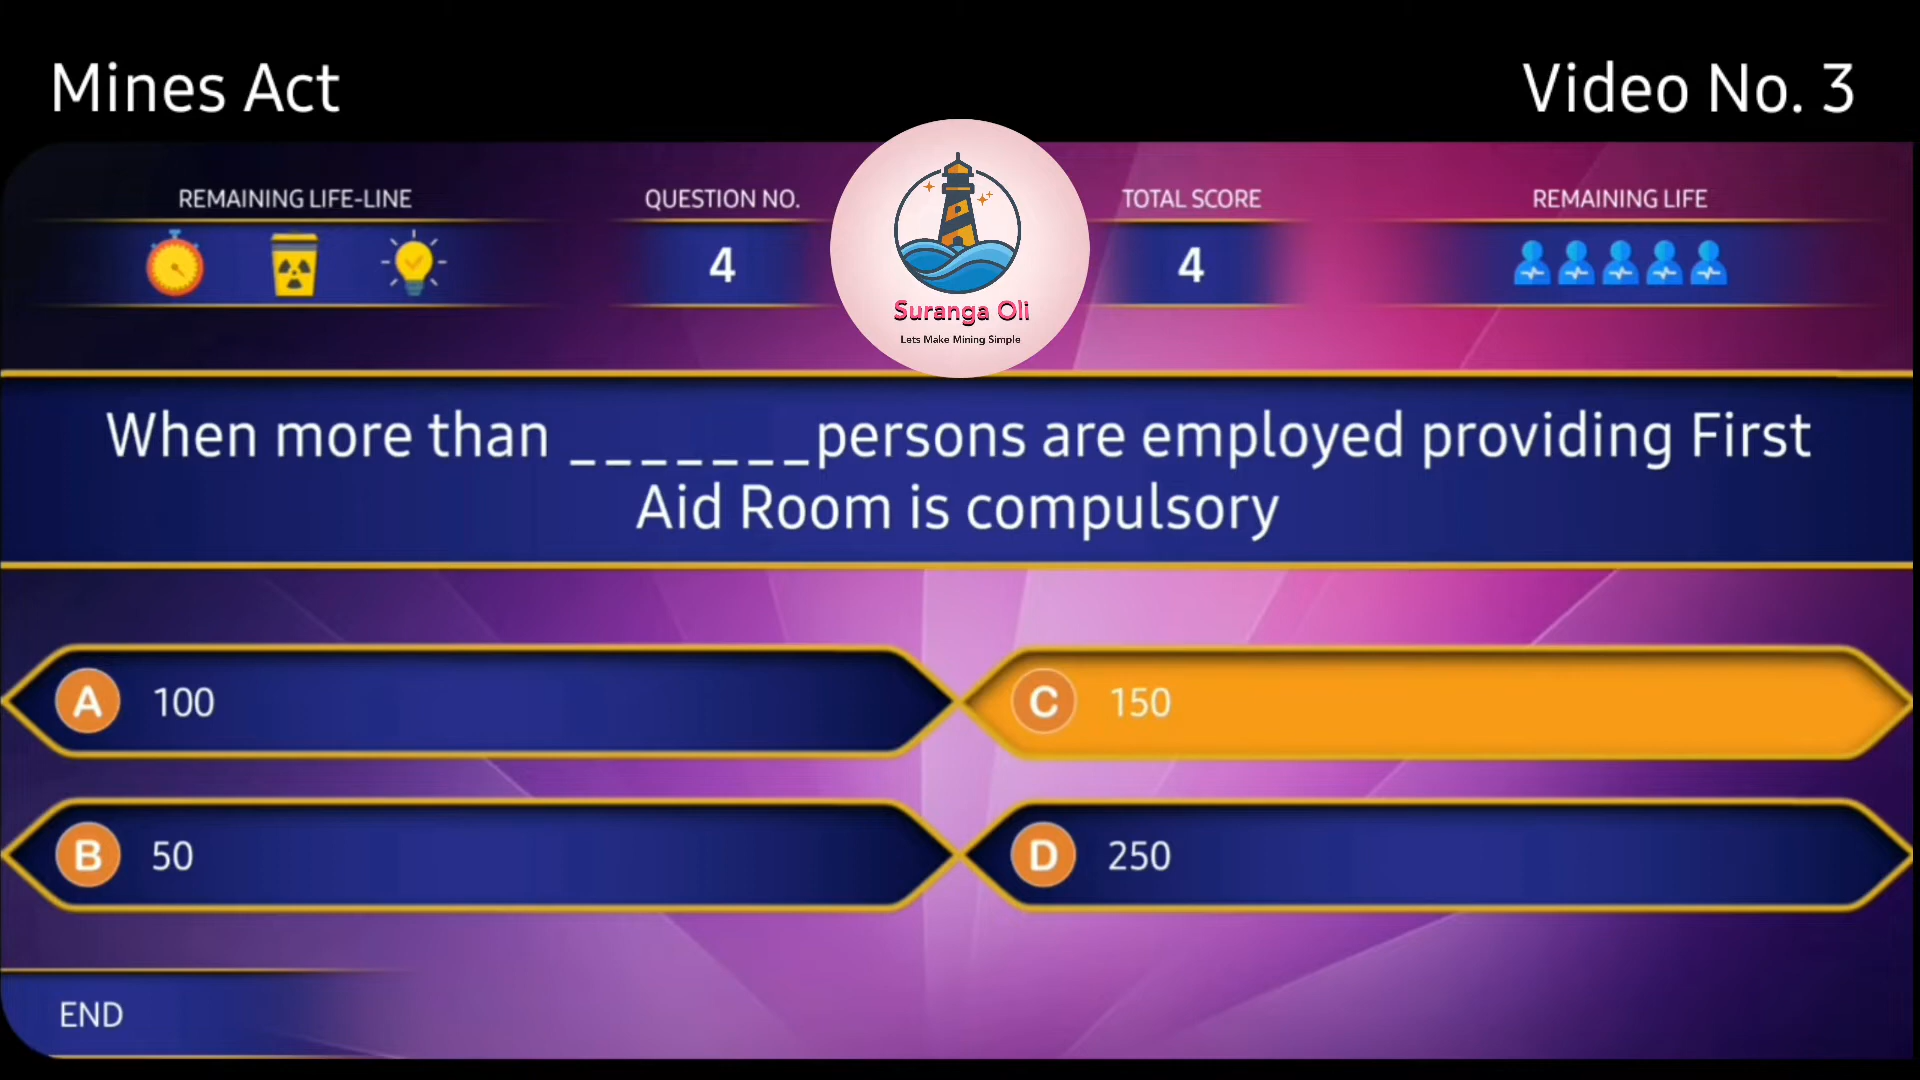 Mines Act
Video No. 3
REMAINING LIFE-LINE
QUESTION NO.
TOTAL SCORE
REMAINING LIFE
4
4
Suranga Oli
Lets Make Mining Simple
When more than _______persons are employed providing First
Aid Room is compulsory
A 100
C 150
B 50
D 250
END